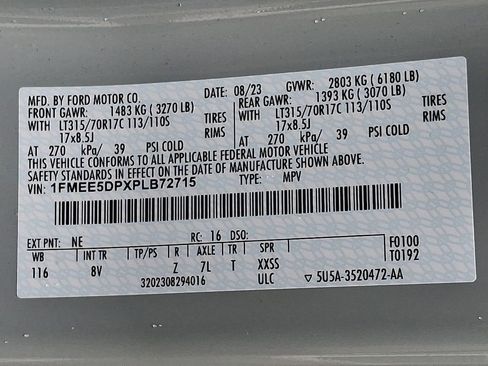 MFD. BY FORD MOTOR CO. DATE: 08/23 GVWR: 2803 KG (6180 LB)
FRONT GAWR: 1483 KG (3270 LB) REAR GAWR: 1393 KG (3070 LB)
WITH LT315/70R17C 113/110S TIRES WITH LT315/70R17C 113/110S TIRES
17x8.5J RIMS 17x8.5J RIMS
AT 270 kPa/ 39 PSI COLD AT 270 kPa/ 39 PSI COLD
THIS VEHICLE CONFORMS TO ALL APPLICABLE FEDERAL MOTOR VEHICLE
SAFETY STANDARDS IN EFFECT ON THE DATE OF MANUFACTURE SHOWN ABOVE.
VIN: 1FMEE5DPXPLB72715 TYPE: MPV
EXT PNT: NE RC: 16 DSO: F0100
WB INT TR TP/PS R AXLE TR SPR T0192
116 8V Z 7L T XXSS
3202308294016 ULC ▽ 5U5A-3520472-AA